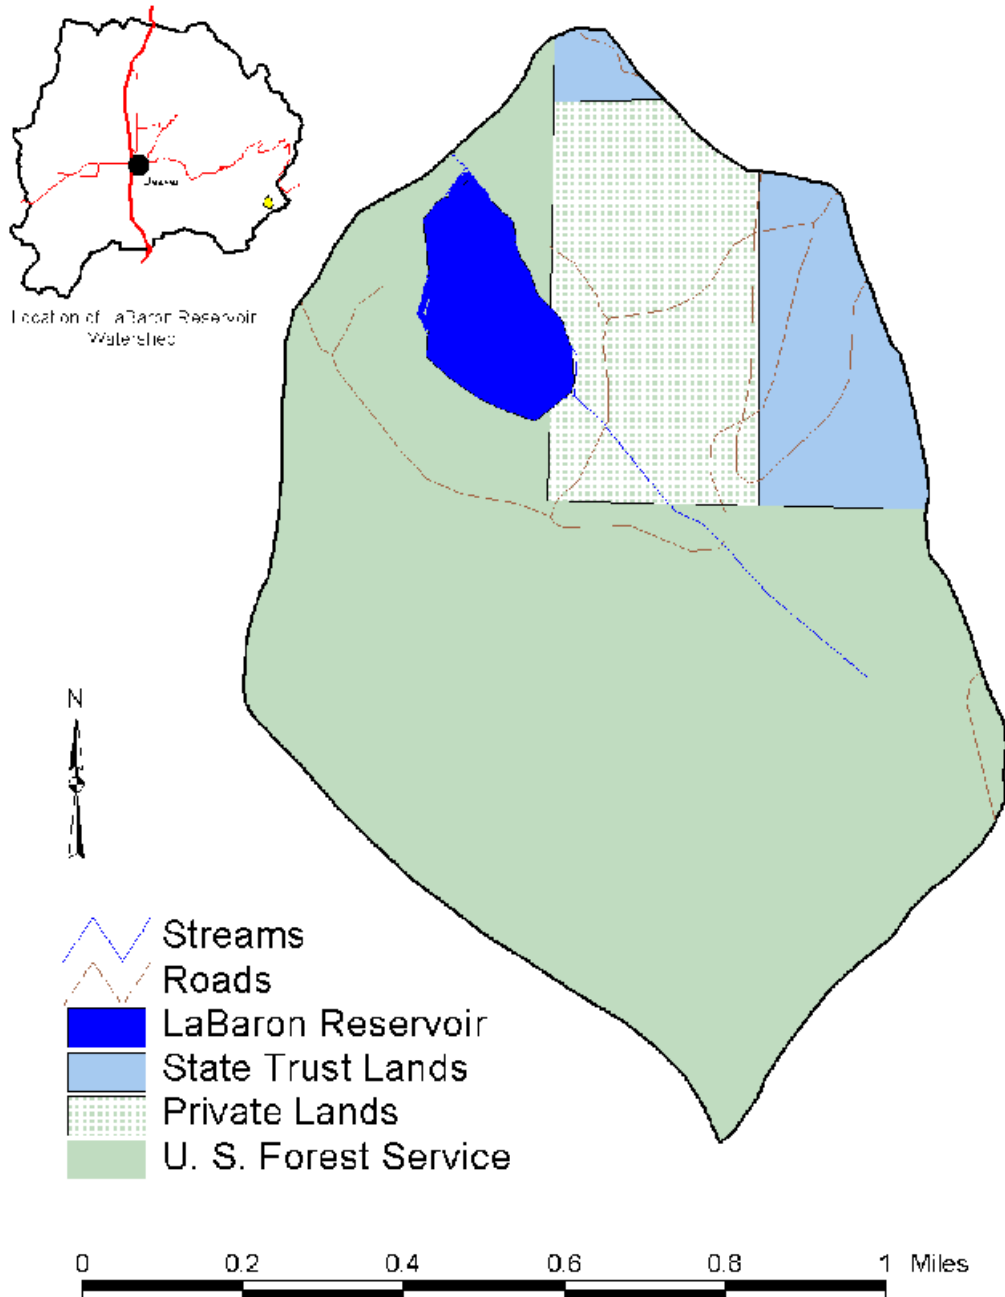 Beaver
Location of LaBaron Reservoir
Watershed
N
Streams
Roads
LaBaron Reservoir
State Trust Lands
Private Lands
U. S. Forest Service
0 0.2 0.4 0.6 0.8 1 Miles